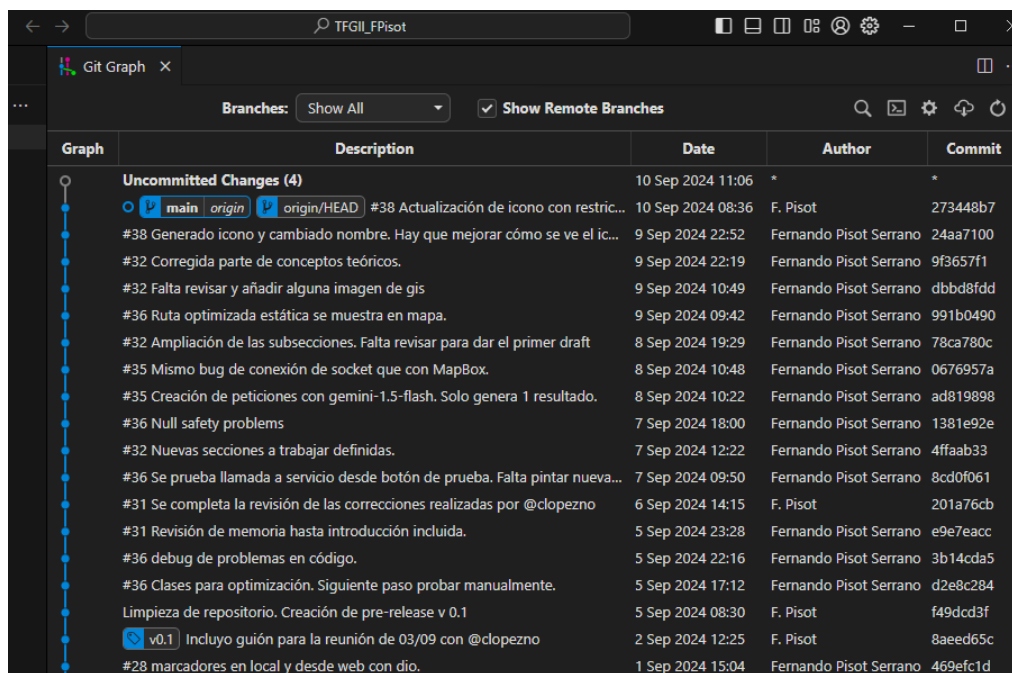 TFGII_FPisot
Git Graph
Branches: Show All Show Remote Branches
Graph Description Date Author Commit
Uncommitted Changes (4) 10 Sep 2024 11:06 * *
main origin origin/HEAD #38 Actualización de icono con restric... 10 Sep 2024 08:36 F. Pisot 273448b7
#38 Generado icono y cambiado nombre. Hay que mejorar cómo se ve el ic... 9 Sep 2024 22:52 Fernando Pisot Serrano 24aa7100
#32 Corregida parte de conceptos teóricos. 9 Sep 2024 22:19 Fernando Pisot Serrano 9f3657f1
#32 Falta revisar y añadir alguna imagen de gis 9 Sep 2024 10:49 Fernando Pisot Serrano dbbd8fdd
#36 Ruta optimizada estática se muestra en mapa. 9 Sep 2024 09:42 Fernando Pisot Serrano 991b0490
#32 Ampliación de las subsecciones. Falta revisar para dar el primer draft 8 Sep 2024 19:29 Fernando Pisot Serrano 78ca780c
#35 Mismo bug de conexión de socket que con MapBox. 8 Sep 2024 10:48 Fernando Pisot Serrano 0676957a
#35 Creación de peticiones con gemini-1.5-flash. Solo genera 1 resultado. 8 Sep 2024 10:22 Fernando Pisot Serrano ad819898
#36 Null safety problems 7 Sep 2024 18:00 Fernando Pisot Serrano 1381e92e
#32 Nuevas secciones a trabajar definidas. 7 Sep 2024 12:22 Fernando Pisot Serrano 4ffaab33
#36 Se prueba llamada a servicio desde botón de prueba. Falta pintar nueva... 7 Sep 2024 09:50 Fernando Pisot Serrano 8cd0f061
#31 Se completa la revisión de las correcciones realizadas por @clopezno 6 Sep 2024 14:15 F. Pisot 201a76cb
#31 Revisión de memoria hasta introducción incluida. 5 Sep 2024 23:28 Fernando Pisot Serrano e9e7eacc
#36 debug de problemas en código. 5 Sep 2024 22:16 Fernando Pisot Serrano 3b14cda5
#36 Clases para optimización. Siguiente paso probar manualmente. 5 Sep 2024 17:12 Fernando Pisot Serrano d2e8c284
Limpieza de repositorio. Creación de pre-release v 0.1 5 Sep 2024 08:30 F. Pisot f49dcd3f
v0.1 Incluyo guión para la reunión de 03/09 con @clopezno 2 Sep 2024 12:25 F. Pisot 8aeed65c
#28 marcadores en local y desde web con dio. 1 Sep 2024 15:04 Fernando Pisot Serrano 469efc1d